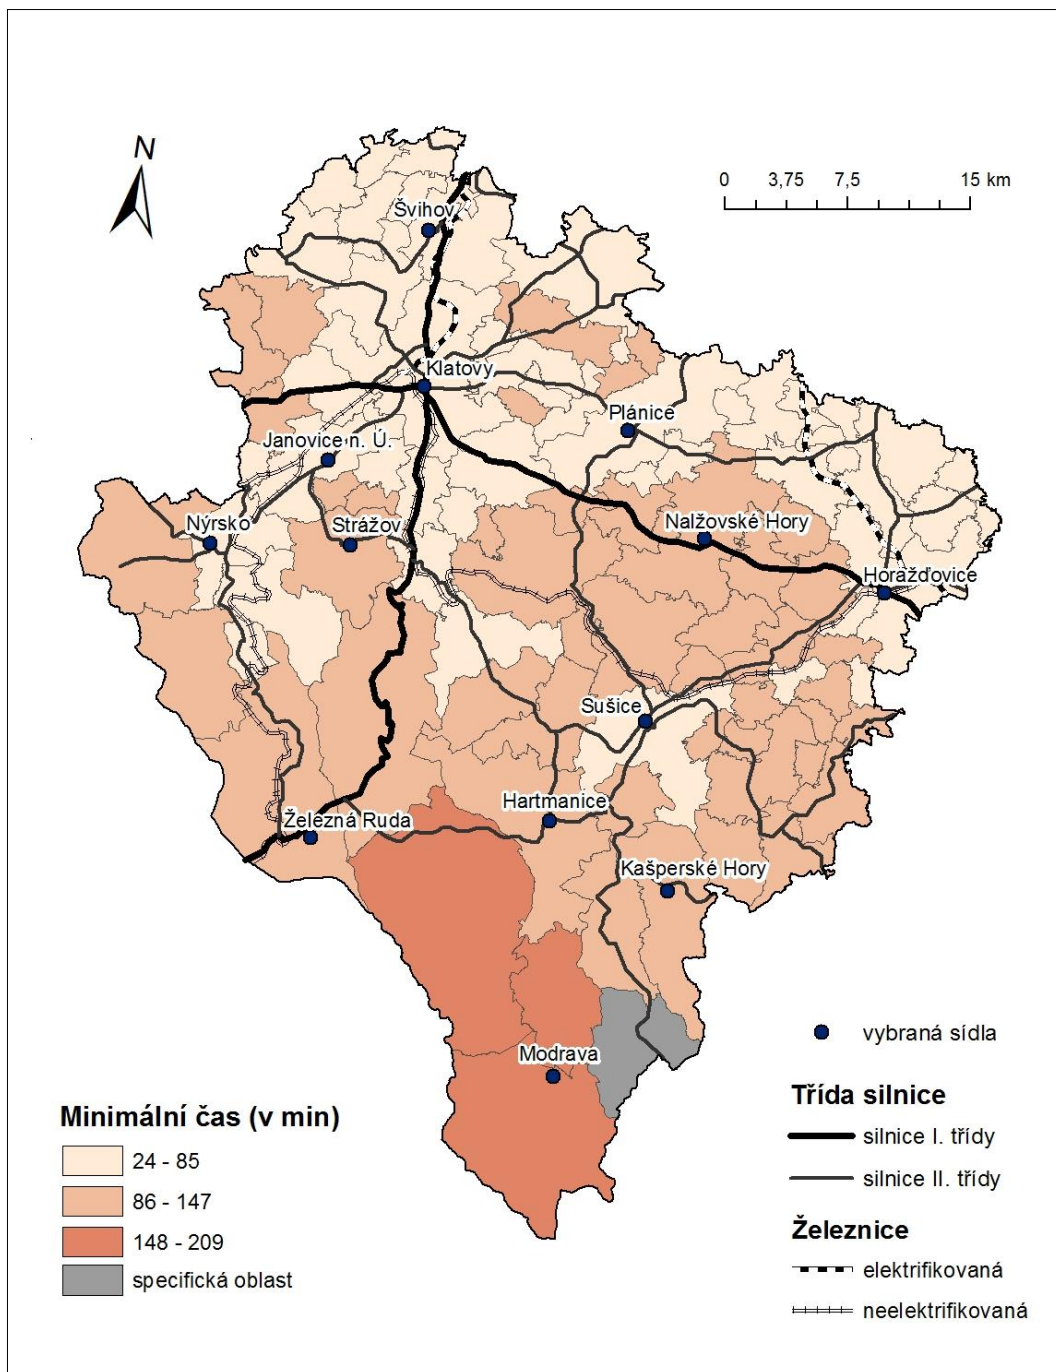 N
0 3,75 7,5 15 km
Švihov
Klatovy
Plánice
Janovice n. Ú.
Nýrsko
Strážov
Nalžovské Hory
Horažďovice
Sušice
Hartmanice
Železná Ruda
Kašperské Hory
Modrava
vybraná sídla
Třída silnice
silnice I. třídy
silnice II. třídy
Železnice
elektrifikovaná
neelektrifikovaná
Minimální čas (v min)
24 - 85
86 - 147
148 - 209
specifická oblast